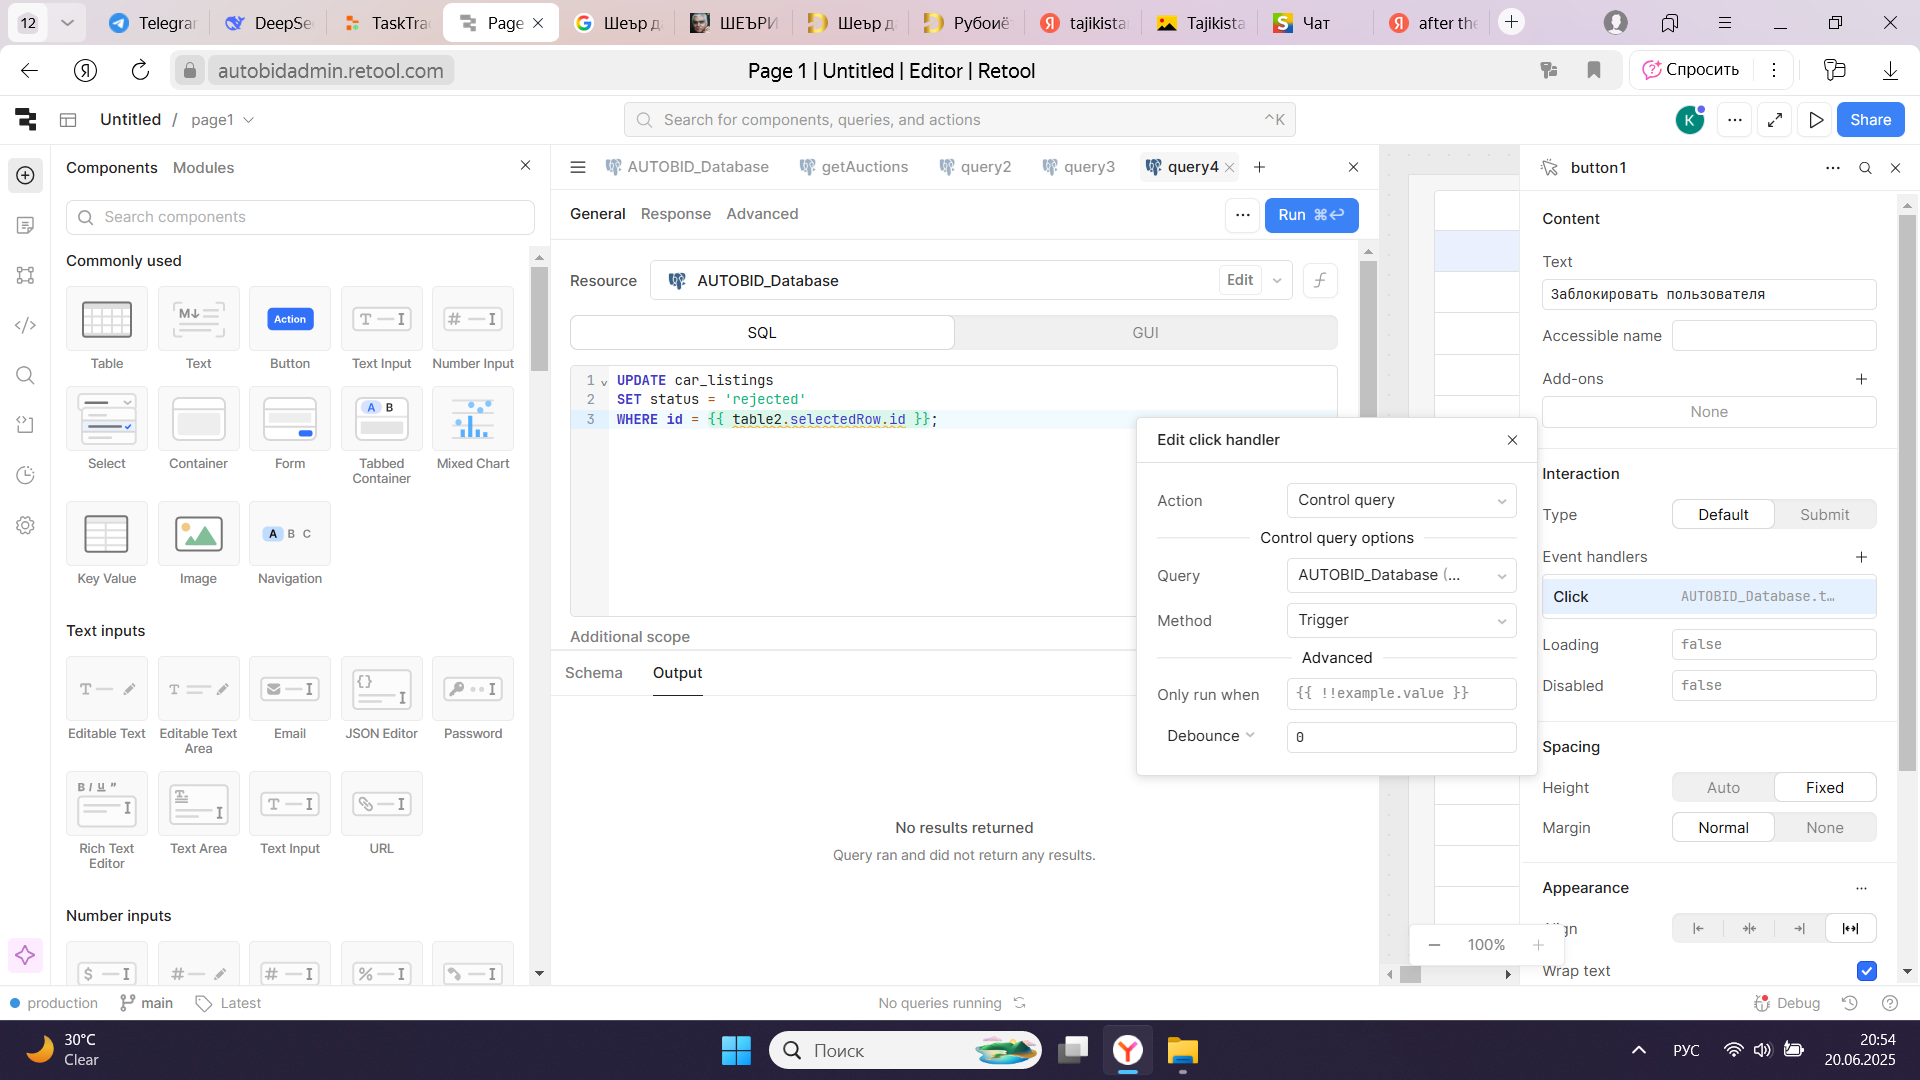 12
Telegran
DeepSe
TaskTra
Page
Шеър д
ШЕЪРИ
Шеър д
Рубоиё
tajikista
Tajikista
Чат
after the
autobidadmin.retool.com
Page 1 | Untitled | Editor | Retool
Спросить
Untitled / page1
Search for components, queries, and actions
^K
K
Share
Components
Modules
Search components
Commonly used
Action
Table
Text
Button
Text Input
Number Input
Select
Container
Form
Tabbed Container
Mixed Chart
Key Value
Image
Navigation
Text inputs
Editable Text
Editable Text Area
Email
JSON Editor
Password
Rich Text Editor
Text Area
Text Input
URL
Number inputs
AUTOBID_Database
getAuctions
query2
query3
query4
General
Response
Advanced
Run
Resource
AUTOBID_Database
Edit
SQL
GUI
1 UPDATE car_listings
2 SET status = 'rejected'
3 WHERE id = {{ table2.selectedRow.id }};
Additional scope
Schema
Output
No results returned
Query ran and did not return any results.
Edit click handler
Action
Control query
Control query options
Query
AUTOBID_Database (...
Method
Trigger
Advanced
Only run when
{{ !!example.value }}
Debounce
0
100%
button1
Content
Text
Заблокировать пользователя
Accessible name
Add-ons
None
Interaction
Type
Default
Submit
Event handlers
Click
AUTOBID_Database.t…
Loading
false
Disabled
false
Spacing
Height
Auto
Fixed
Margin
Normal
None
Appearance
Wrap text
production
main
Latest
No queries running
Debug
30°C
Clear
Поиск
РУС
20:54
20.06.2025